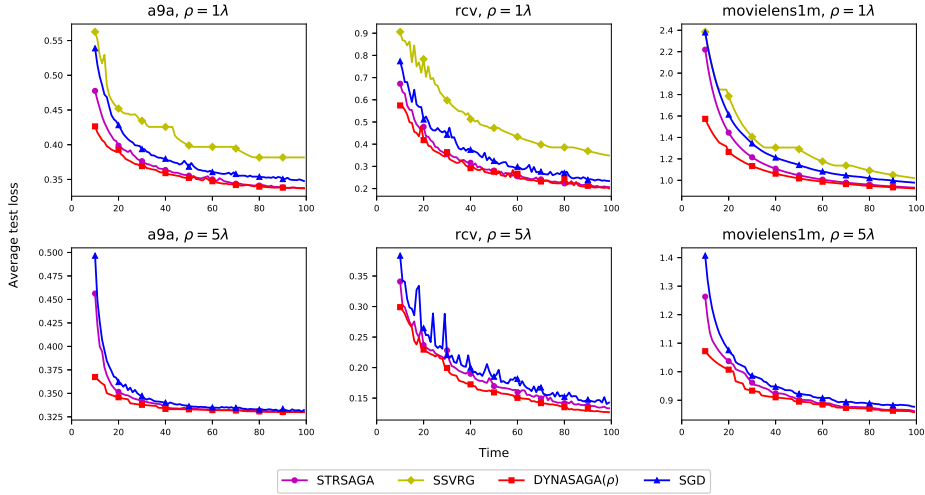 a9a, ρ = 1λ
rcv, ρ = 1λ
movielens1m, ρ = 1λ
0.55
0.50
0.45
0.40
0.35
20 40 60 80 100
0.9
0.8
0.7
0.6
0.5
0.4
0.3
0.2
20 40 60 80 100
2.4
2.2
2.0
1.8
1.6
1.4
1.2
1.0
20 40 60 80 100
Average test loss
a9a, ρ = 5λ
rcv, ρ = 5λ
movielens1m, ρ = 5λ
0.500
0.475
0.450
0.425
0.400
0.375
0.350
0.325
0 20 40 60 80 100
0.35
0.30
0.25
0.20
0.15
0 20 40 60 80 100
1.4
1.3
1.2
1.1
1.0
0.9
0 20 40 60 80 100
Time
STRSAGA SSVRG DYNASAGA(ρ) SGD